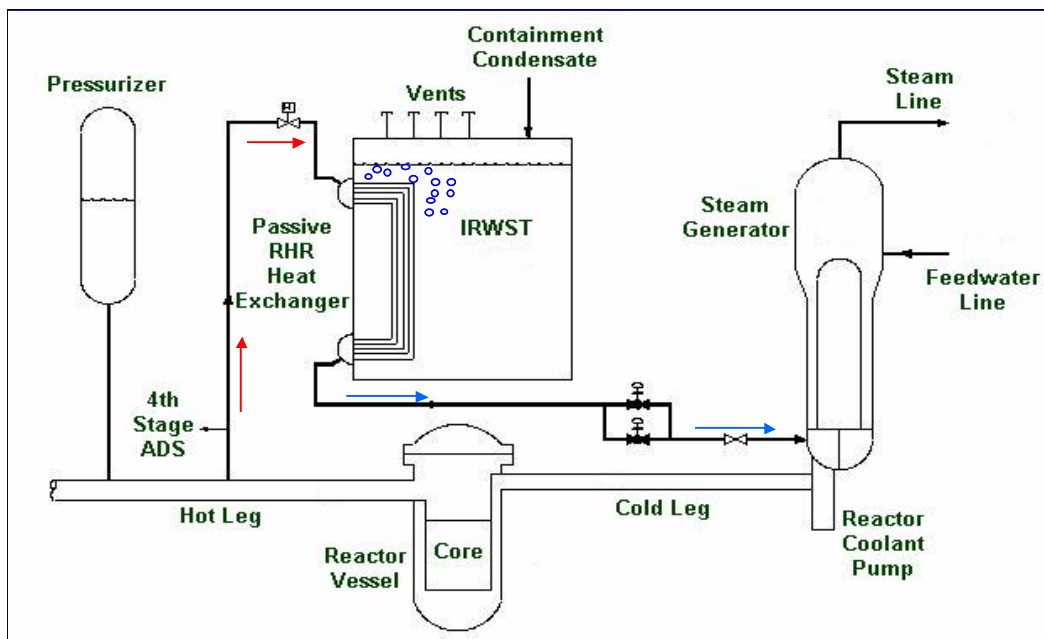 Containment
Condensate
Pressurizer
Vents
Steam
Line
Passive
RHR
Heat
Exchanger
IRWST
Steam
Generator
Feedwater
Line
4th
Stage
ADS
Hot Leg
Cold Leg
Reactor
Vessel
Core
Reactor
Coolant
Pump